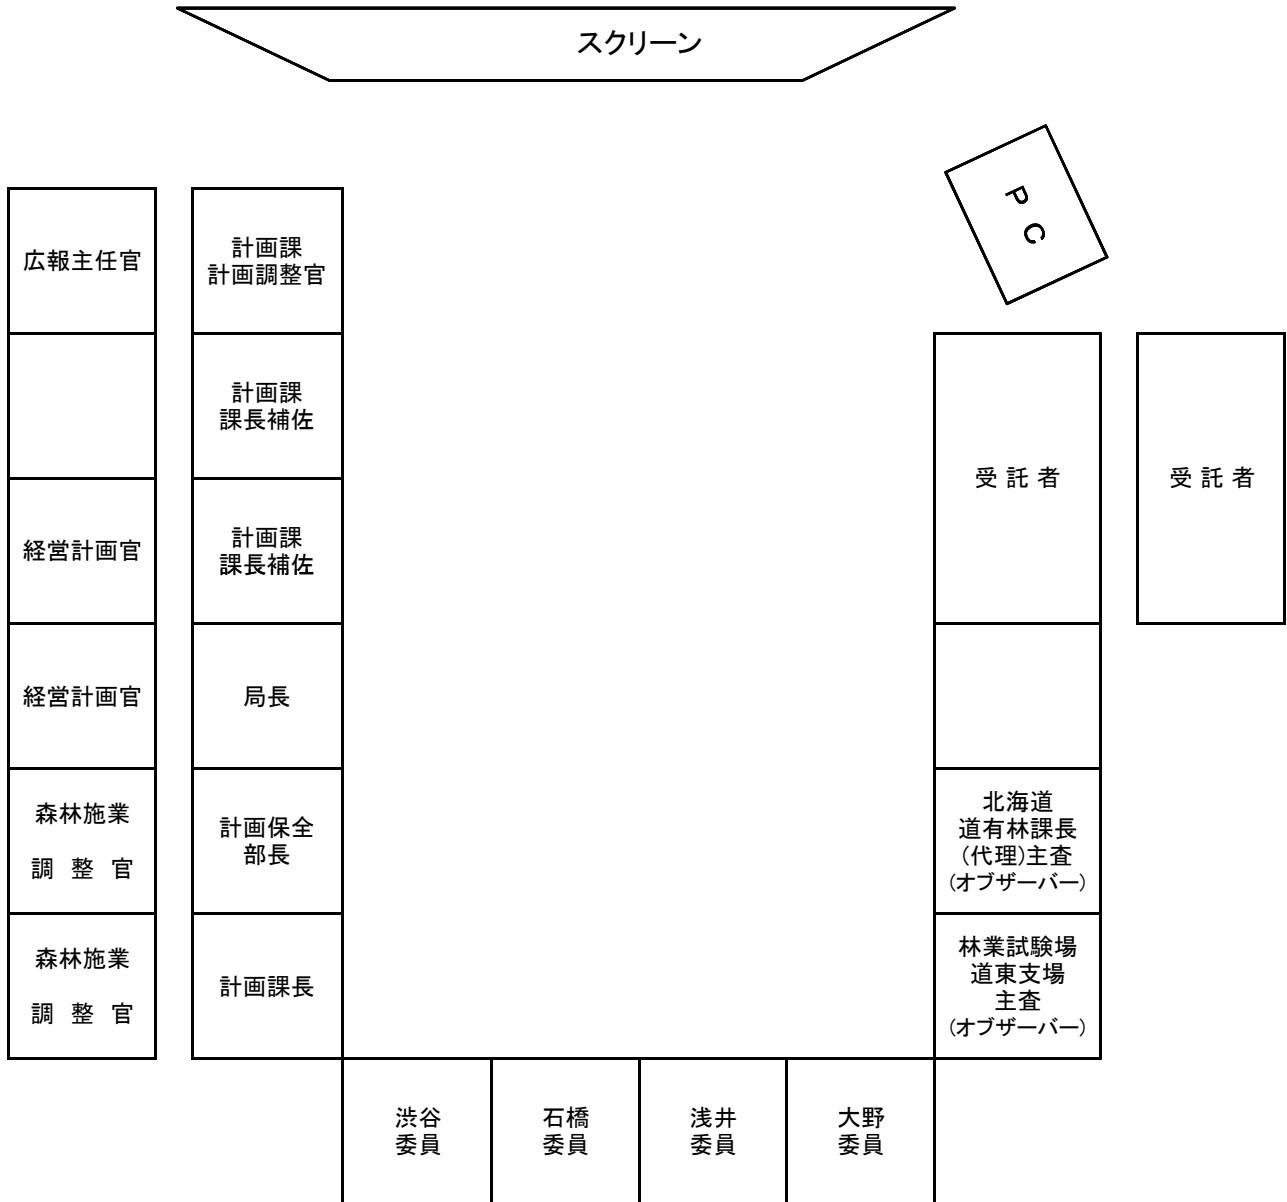 スクリーン
P C
広報主任官
計画課
計画調整官
計画課
課長補佐
受 託 者
受 託 者
経営計画官
計画課
課長補佐
経営計画官
局長
森林施業
調 整 官
計画保全
部長
北海道
道有林課長
(代理)主査
(オブザーバー)
森林施業
調 整 官
計画課長
林業試験場
道東支場
主査
(オブザーバー)
渋谷
委員
石橋
委員
浅井
委員
大野
委員